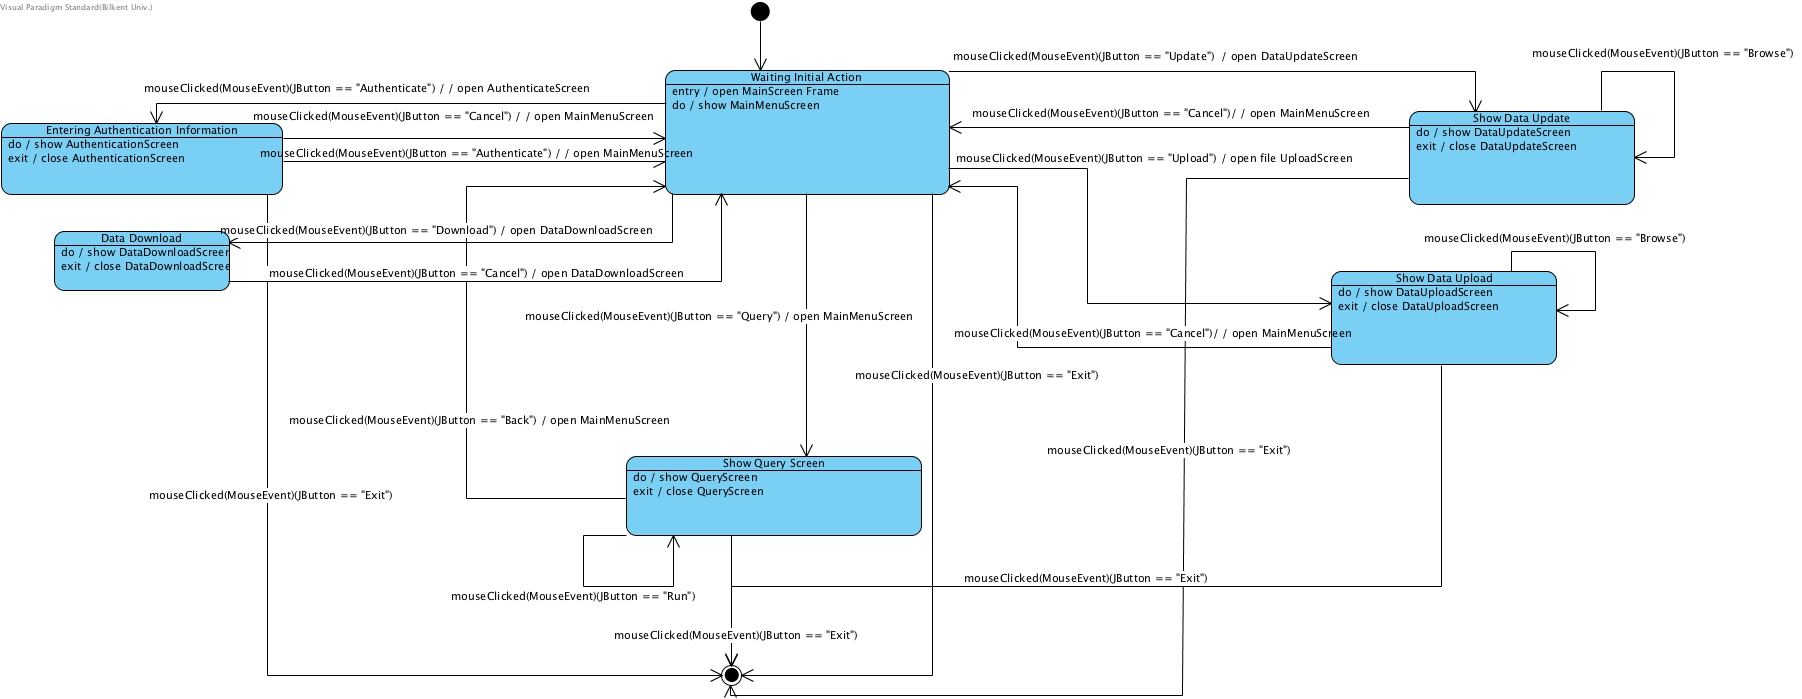 Visual Paradigm Standard(Bilkent Univ.)
Waiting Initial Action
entry / open MainScreen Frame
do / show MainMenuScreen
mouseClicked(MouseEvent)(JButton == "Update") / open DataUpdateScreen
mouseClicked(MouseEvent)(JButton == "Browse")
mouseClicked(MouseEvent)(JButton == "Authenticate") / / open AuthenticateScreen
mouseClicked(MouseEvent)(JButton == "Cancel") / / open MainMenuScreen
mouseClicked(MouseEvent)(JButton == "Cancel")/ / open MainMenuScreen
Show Data Update
do / show DataUpdateScreen
exit / close DataUpdateScreen
Entering Authentication Information
do / show AuthenticationScreen
exit / close AuthenticationScreen
mouseClicked(MouseEvent)(JButton == "Authenticate") / / open MainMenuScreen
mouseClicked(MouseEvent)(JButton == "Upload") / open file UploadScreen
mouseClicked(MouseEvent)(JButton == "Download") / open DataDownloadScreen
Data Download
do / show DataDownloadScreen
exit / close DataDownloadScree
mouseClicked(MouseEvent)(JButton == "Browse")
mouseClicked(MouseEvent)(JButton == "Cancel") / open DataDownloadScreen
Show Data Upload
do / show DataUploadScreen
exit / close DataUploadScreen
mouseClicked(MouseEvent)(JButton == "Query") / open MainMenuScreen
mouseClicked(MouseEvent)(JButton == "Cancel")/ / open MainMenuScreen
mouseClicked(MouseEvent)(JButton == "Exit")
mouseClicked(MouseEvent)(JButton == "Back") / open MainMenuScreen
mouseClicked(MouseEvent)(JButton == "Exit")
Show Query Screen
do / show QueryScreen
exit / close QueryScreen
mouseClicked(MouseEvent)(JButton == "Exit")
mouseClicked(MouseEvent)(JButton == "Exit")
mouseClicked(MouseEvent)(JButton == "Run")
mouseClicked(MouseEvent)(JButton == "Exit")